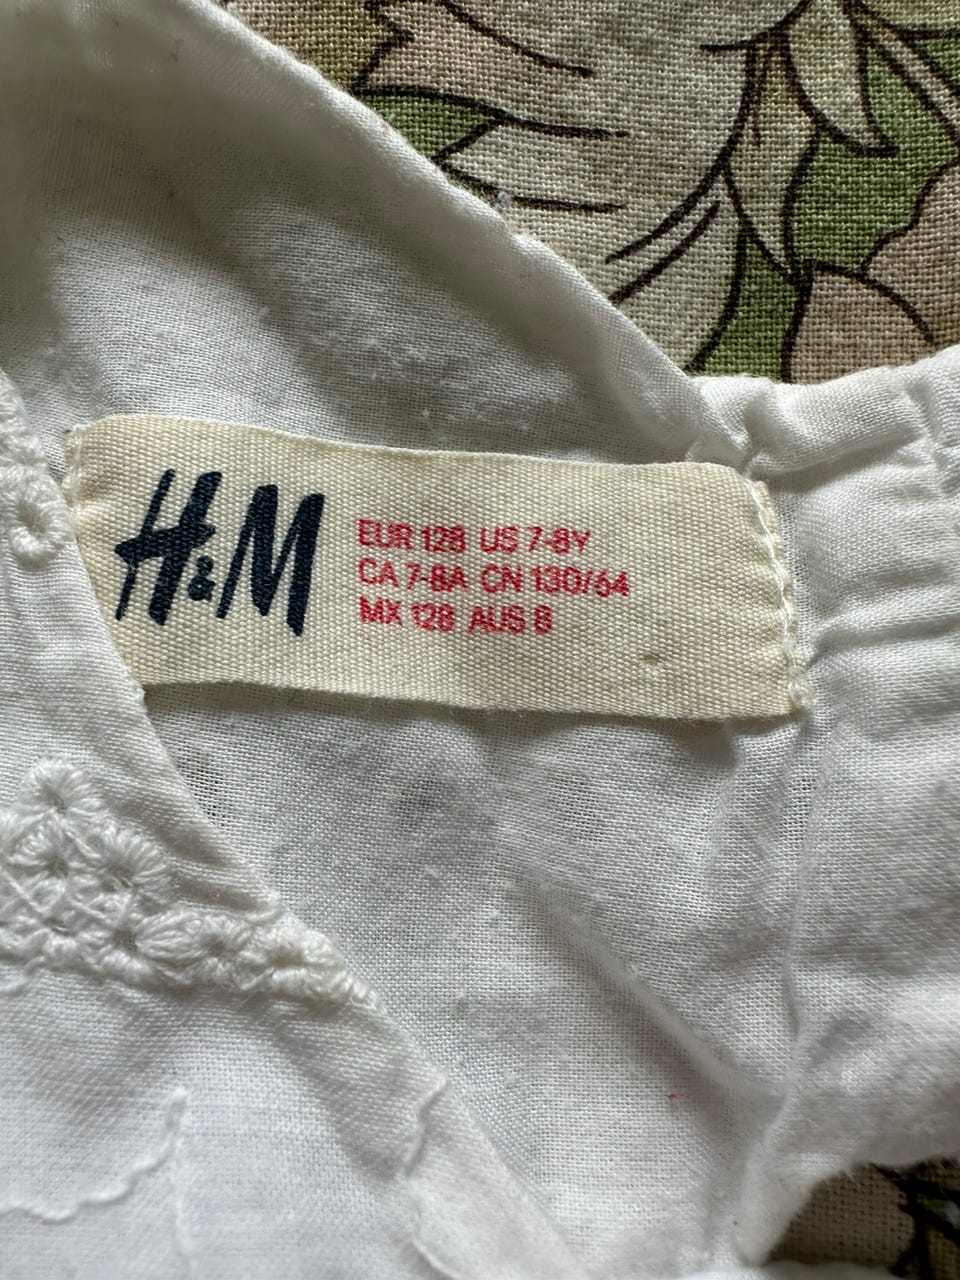 H&M
EUR 128 US 7-8Y
CA 7-8A CN 130/64
MX 128 AUS 8